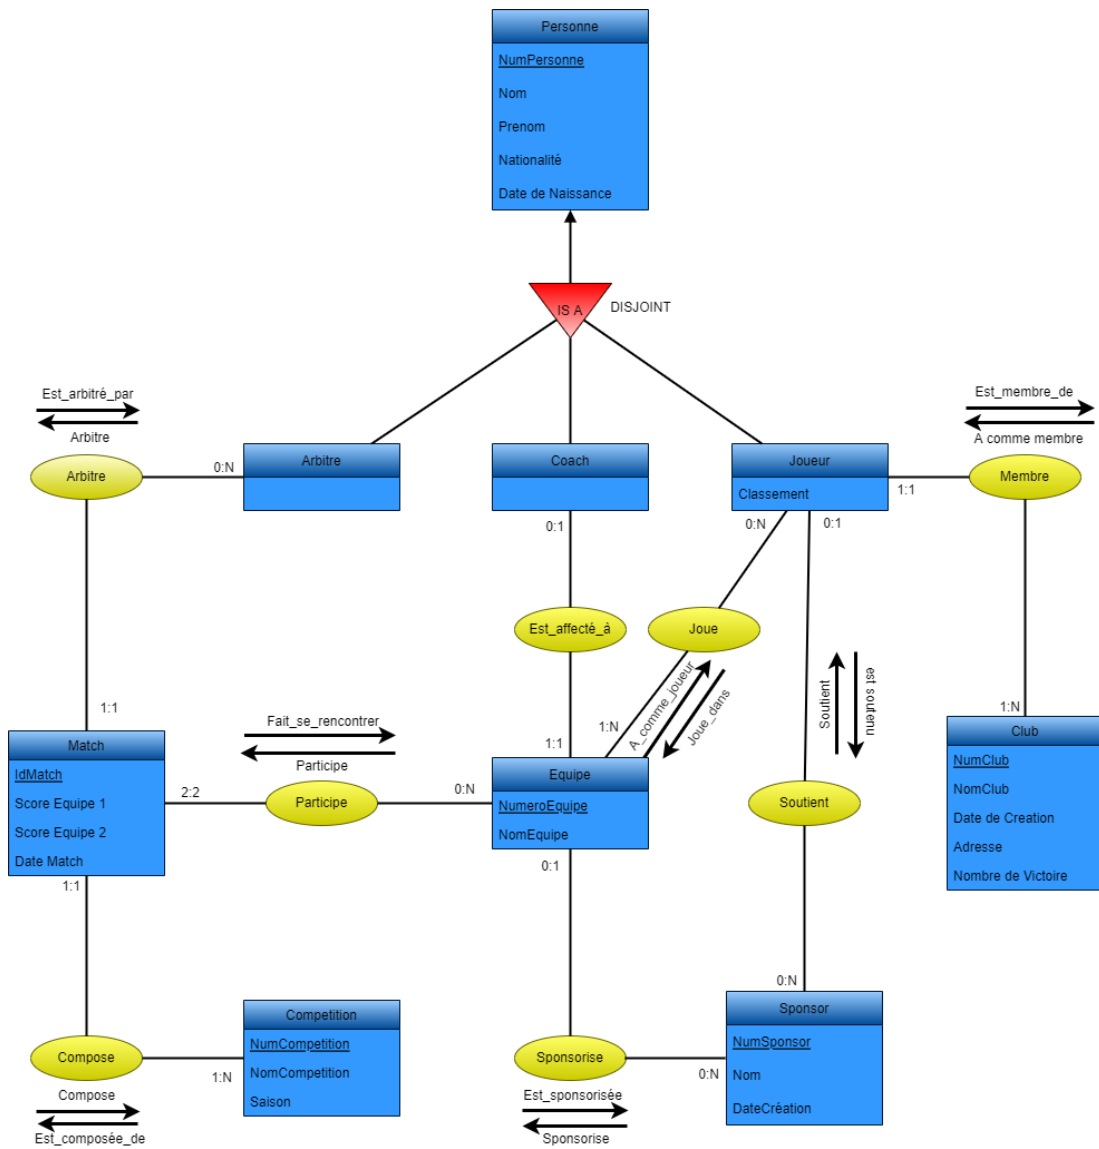 Personne
NumPersonne
Nom
Prenom
Nationalité
Date de Naissance
IS A
DISJOINT
Est_arbitré_par
Arbitre
Arbitre
0:N
Arbitre
Coach
Joueur
Classement
1:1
Est_membre_de
A comme membre
Membre
0:1
0:N
0:1
Est_affecté_à
Joue
A_comme_joueur
Joue_dans
Soutient
est soutenu
1:1
Fait_se_rencontrer
Participe
1:N
1:1
1:N
Match
IdMatch
Score Equipe 1
Score Equipe 2
Date Match
2:2
Participe
0:N
Equipe
NumeroEquipe
NomEquipe
Soutient
Club
NumClub
NomClub
Date de Creation
Adresse
Nombre de Victoire
1:1
0:1
0:N
Competition
NumCompetition
NomCompetition
Saison
Sponsor
NumSponsor
Nom
DateCréation
Compose
1:N
Compose
Est_composée_de
Sponsorise
0:N
Est_sponsorisée
Sponsorise